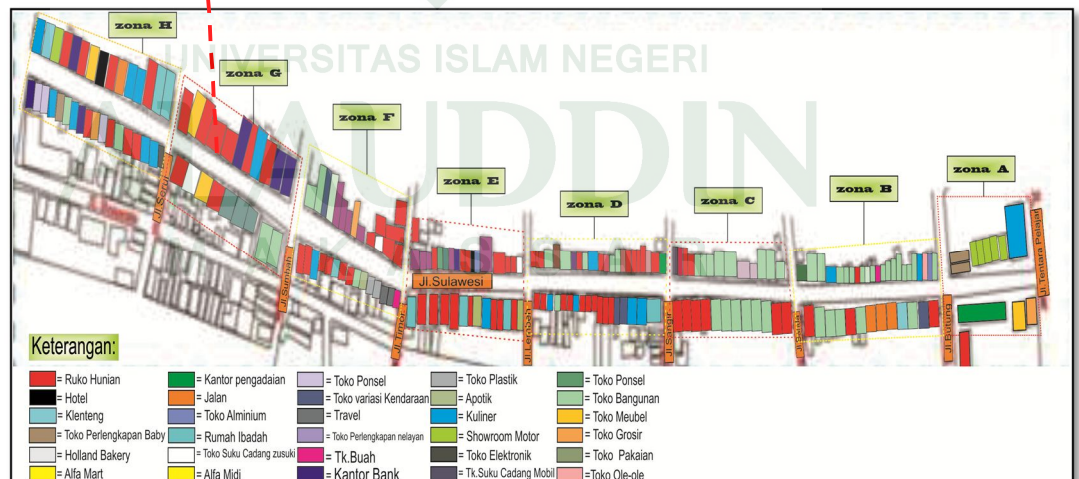 UNIVERSITAS ISLAM NEGERI
ALAUDDIN
zona H
zona G
zona F
zona E
zona D
zona C
zona B
zona A
Jl.Serui
Jl.Sumbah
Jl.Timor
Jl.Sulawesi
Jl.Lembeh
Jl.Sangir
Jl.Butung
Jl.Tentara Pelajar
Keterangan:
= Ruko Hunian
= Hotel
= Klenteng
= Toko Perlengkapan Baby
= Holland Bakery
= Alfa Mart
= Kantor pengadaian
= Jalan
= Toko Alminium
= Rumah Ibadah
= Toko Suku Cadang zusuki
= Alfa Midi
= Toko Ponsel
= Toko variasi Kendaraan
= Travel
= Toko Perlengkapan nelayan
= Tk.Buah
= Kantor Bank
= Toko Plastik
= Apotik
= Kuliner
= Showroom Motor
= Toko Elektronik
= Tk.Suku Cadang Mobil
= Toko Ponsel
= Toko Bangunan
= Toko Meubel
= Toko Grosir
= Toko Pakaian
=Toko Ole-ole